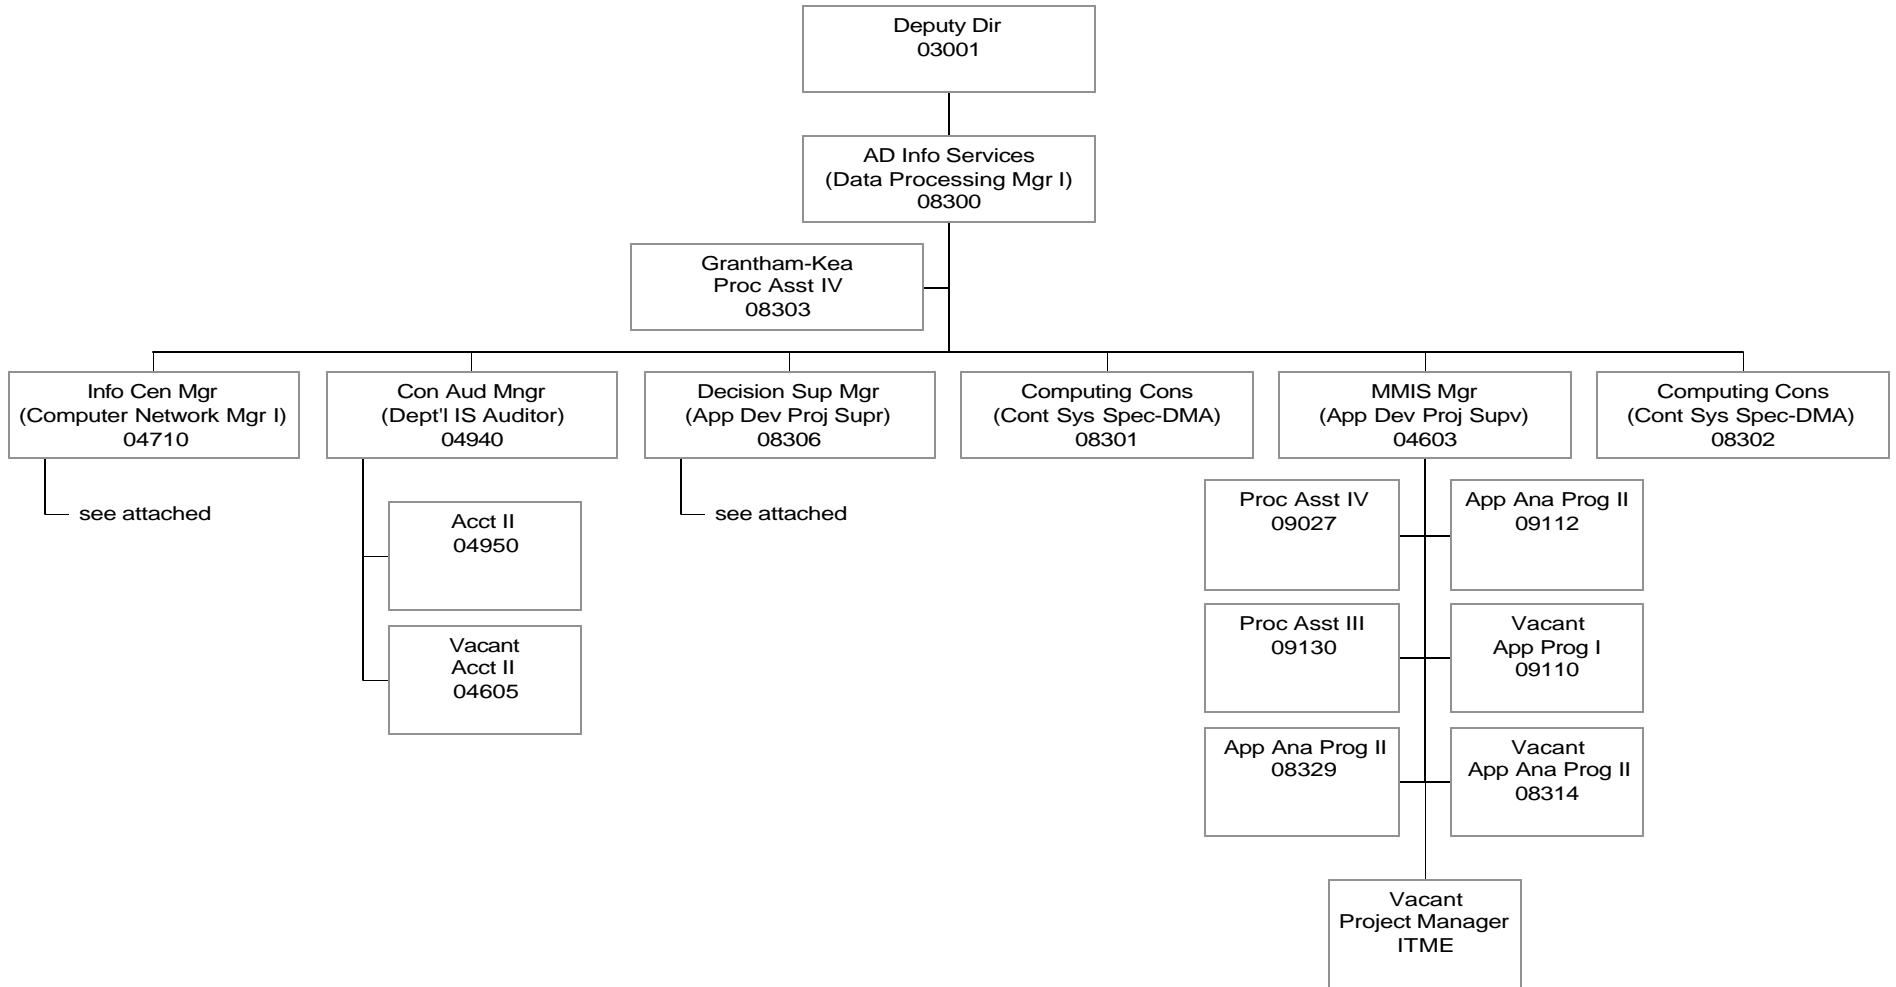 Deputy Dir
03001
AD Info Services
(Data Processing Mgr I)
08300
Grantham-Kea
Proc Asst IV
08303
Info Cen Mgr
(Computer Network Mgr I)
04710
see attached
Con Aud Mngr
(Dept'l IS Auditor)
04940
Acct II
04950
Vacant
Acct II
04605
Decision Sup Mgr
(App Dev Proj Supr)
08306
see attached
Computing Cons
(Cont Sys Spec-DMA)
08301
MMIS Mgr
(App Dev Proj Supv)
04603
Proc Asst IV
09027
App Ana Prog II
09112
Proc Asst III
09130
Vacant
App Prog I
09110
App Ana Prog II
08329
Vacant
App Ana Prog II
08314
Vacant
Project Manager
ITME
Computing Cons
(Cont Sys Spec-DMA)
08302